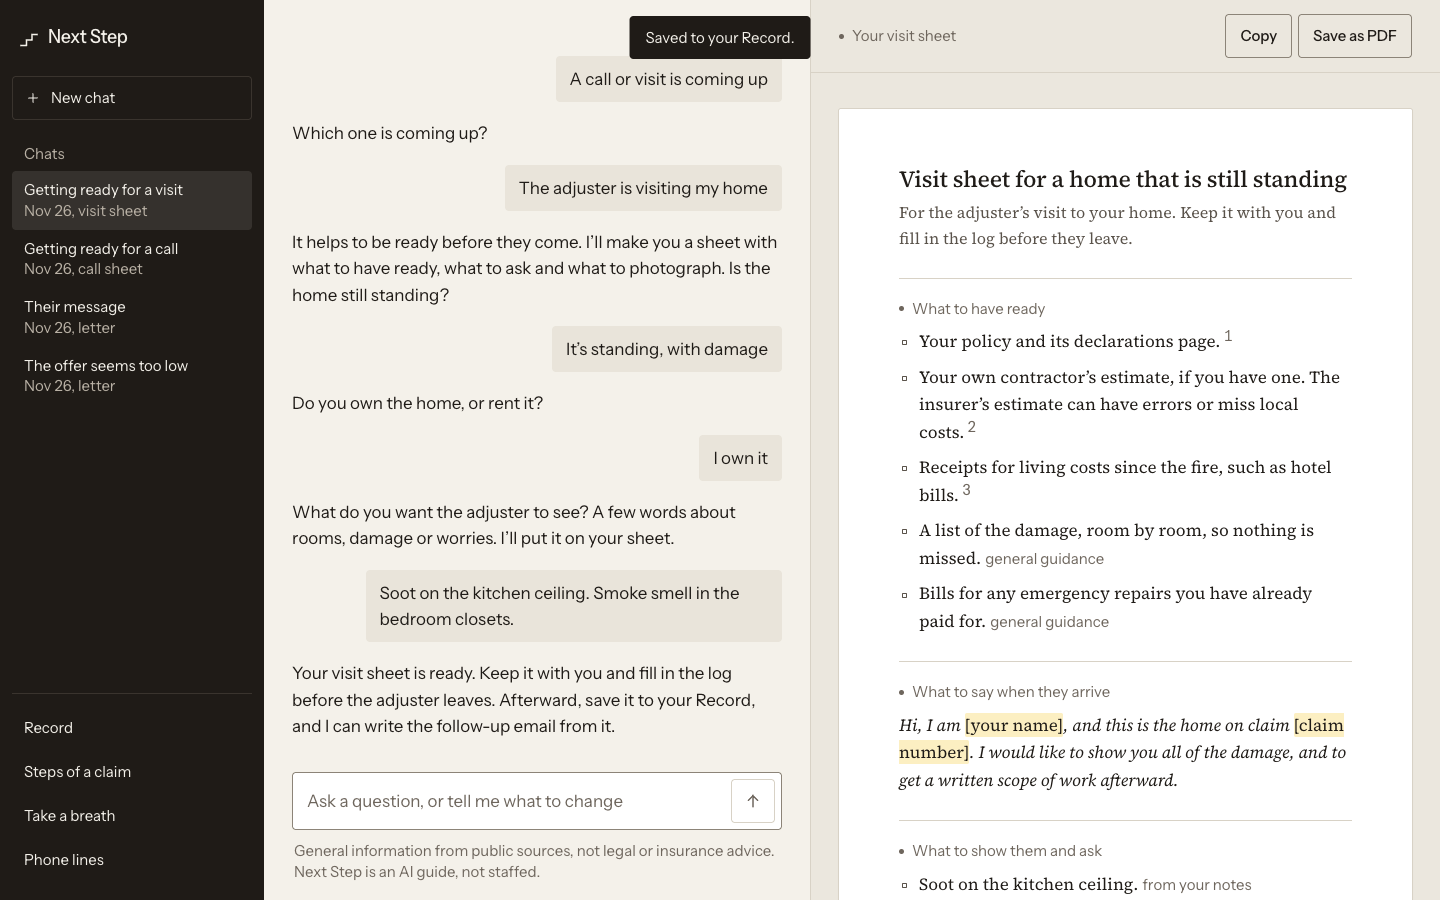 Next Step
New chat
Chats
Getting ready for a visit
Nov 26, visit sheet
Getting ready for a call
Nov 26, call sheet
Their message
Nov 26, letter
The offer seems too low
Nov 26, letter
Record
Steps of a claim
Take a breath
Phone lines
Saved to your Record.
A call or visit is coming up
Which one is coming up?
The adjuster is visiting my home
It helps to be ready before they come. I’ll make you a sheet with
what to have ready, what to ask and what to photograph. Is the
home still standing?
It’s standing, with damage
Do you own the home, or rent it?
I own it
What do you want the adjuster to see? A few words about
rooms, damage or worries. I’ll put it on your sheet.
Soot on the kitchen ceiling. Smoke smell in the
bedroom closets.
Your visit sheet is ready. Keep it with you and fill in the log
before the adjuster leaves. Afterward, save it to your Record,
and I can write the follow-up email from it.
Ask a question, or tell me what to change
General information from public sources, not legal or insurance advice.
Next Step is an AI guide, not staffed.
Your visit sheet
Copy
Save as PDF
Visit sheet for a home that is still standing
For the adjuster’s visit to your home. Keep it with you and
fill in the log before they leave.
What to have ready
Your policy and its declarations page. 1
Your own contractor’s estimate, if you have one. The
insurer’s estimate can have errors or miss local
costs. 2
Receipts for living costs since the fire, such as hotel
bills. 3
A list of the damage, room by room, so nothing is
missed. general guidance
Bills for any emergency repairs you have already
paid for. general guidance
What to say when they arrive
Hi, I am [your name], and this is the home on claim [claim
number]. I would like to show you all of the damage, and to
get a written scope of work afterward.
What to show them and ask
Soot on the kitchen ceiling. from your notes